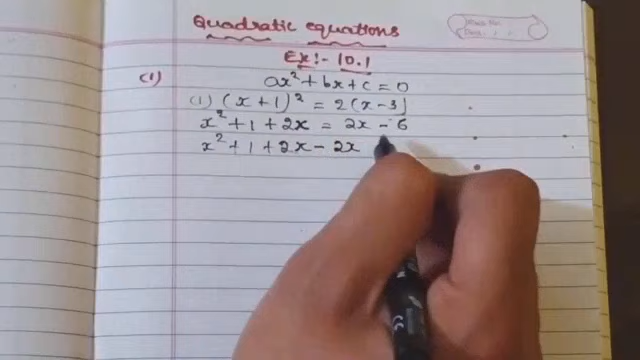 Quadratic equations
Ex:- 10.1
(1) ax² + bx + c = 0
(1) (x + 1)² = 2(x - 3)
x² + 1 + 2x = 2x - 6
x² + 1 + 2x - 2x